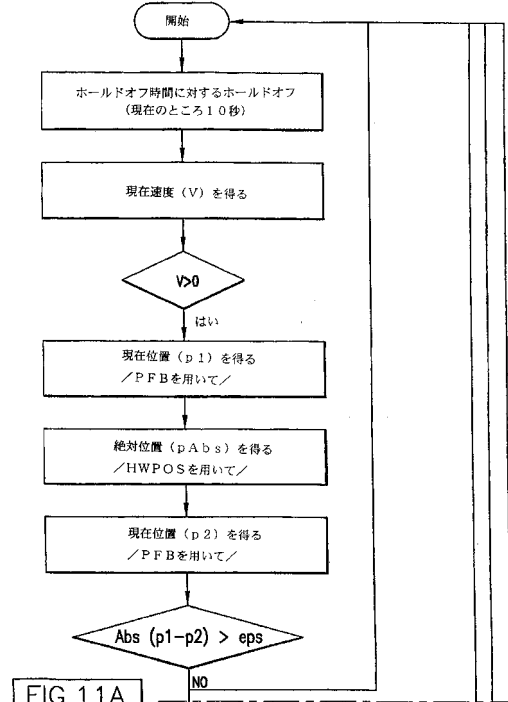 開始
ホールドオフ時間に対するホールドオフ
(現在のところ10秒)
現在速度(V)を得る
V>0
はい
現在位置(p1)を得る
/PFBを用いて/
絶対位置(pAbs)を得る
/HWPOSを用いて/
現在位置(p2)を得る
/PFBを用いて/
Abs (p1-p2) > eps
NO
FIG.11A